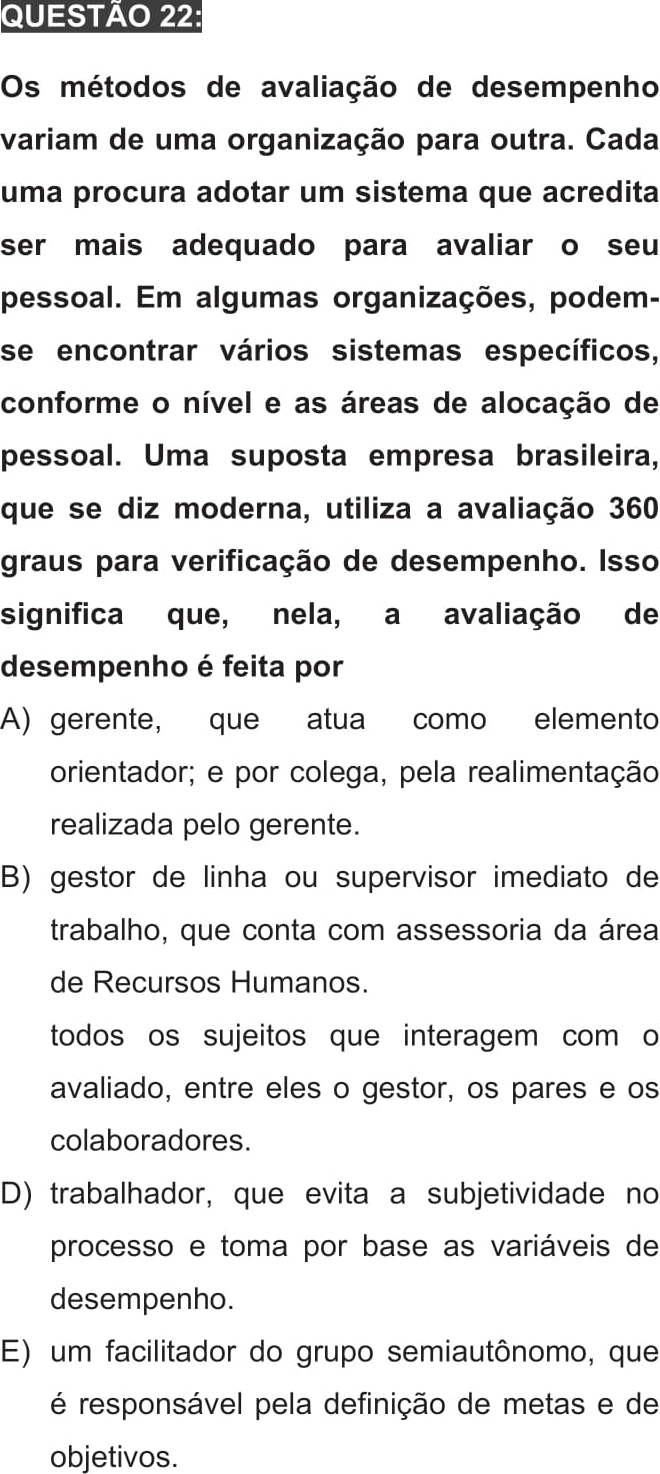 QUESTÃO 22:
Os métodos de avaliação de desempenho
variam de uma organização para outra. Cada
uma procura adotar um sistema que acredita
ser mais adequado para avaliar o seu
pessoal. Em algumas organizações, podem-
se encontrar vários sistemas específicos,
conforme o nível e as áreas de alocação de
pessoal. Uma suposta empresa brasileira,
que se diz moderna, utiliza a avaliação 360
graus para verificação de desempenho. Isso
significa que, nela, a avaliação de
desempenho é feita por
A) gerente, que atua como elemento
orientador; e por colega, pela realimentação
realizada pelo gerente.
B) gestor de linha ou supervisor imediato de
trabalho, que conta com assessoria da área
de Recursos Humanos.
todos os sujeitos que interagem com o
avaliado, entre eles o gestor, os pares e os
colaboradores.
D) trabalhador, que evita a subjetividade no
processo e toma por base as variáveis de
desempenho.
E) um facilitador do grupo semiautônomo, que
é responsável pela definição de metas e de
objetivos.